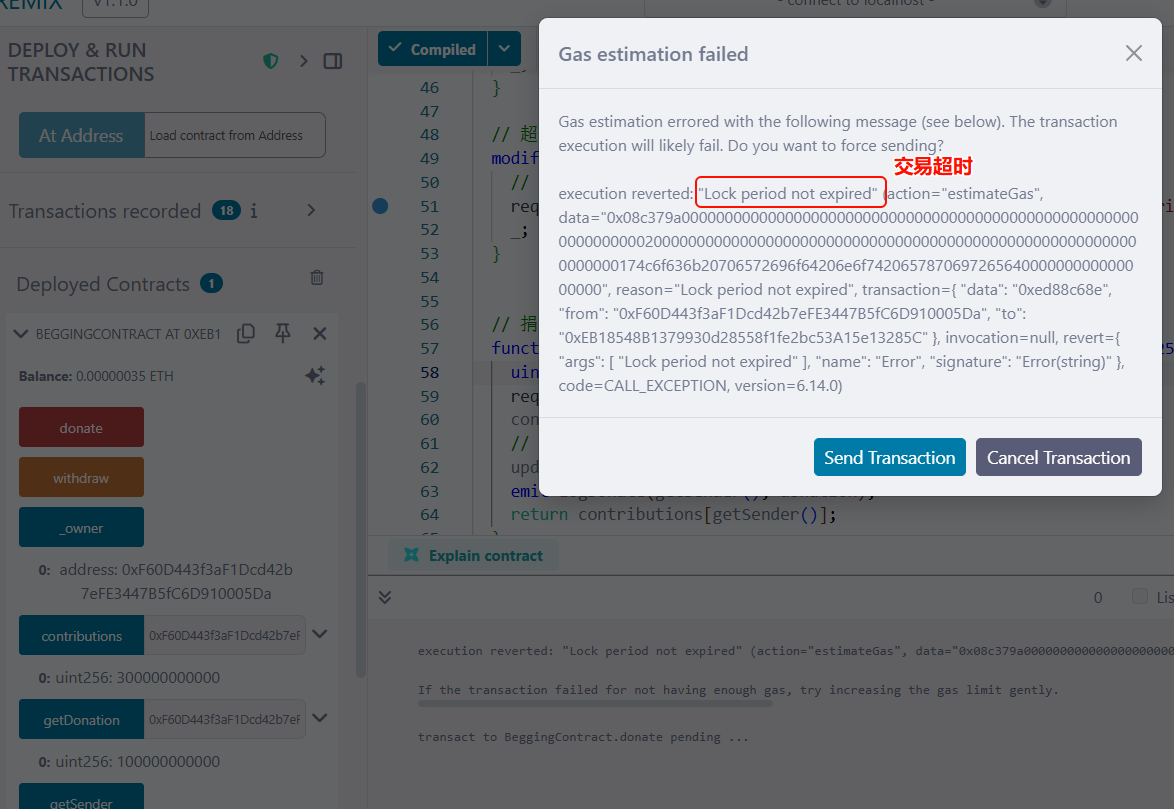 REMIX
v1.1.0
- connect to localhost -
DEPLOY & RUN
TRANSACTIONS
Compiled
At Address
Load contract from Address
Transactions recorded 18 i
Deployed Contracts 1
BEGGINGCONTRACT AT 0XEB1
Balance: 0.00000035 ETH
donate
withdraw
_owner
0: address: 0xF60D443f3aF1Dcd42b
7eFE3447B5fC6D910005Da
contributions
0xF60D443f3aF1Dcd42b7eF
0: uint256: 300000000000
getDonation
0xF60D443f3aF1Dcd42b7eF
0: uint256: 100000000000
getSender
46 }
47
48 // 超
49 modif
50 //
51 req
52 _;
53 }
54
55
56 // 捐
57 funct
58 uin
59 req
60 con
61 //
62 upd
63 emi
64 return contributions[getSender()];
Gas estimation failed
Gas estimation errored with the following message (see below). The transaction
execution will likely fail. Do you want to force sending?
交易超时
execution reverted: "Lock period not expired" (action="estimateGas",
reason="Lock period not expired", transaction={ "data": "0xed88c68e",
"from": "0xF60D443f3aF1Dcd42b7eFE3447B5fC6D910005Da", "to":
"0xEB18548B1379930d28558f1fe2bc53A15e13285C" }, invocation=null, revert={
"args": [ "Lock period not expired" ], "name": "Error", "signature": "Error(string)" },
code=CALL_EXCEPTION, version=6.14.0)
Send Transaction
Cancel Transaction
Explain contract
0
Lis
execution reverted: "Lock period not expired" (action="estimateGas",
If the transaction failed for not having enough gas, try increasing the gas limit gently.
transact to BeggingContract.donate pending ...